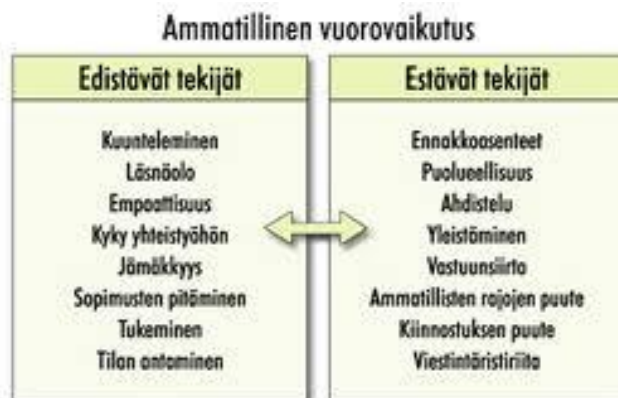 Ammatillinen vuorovaikutus
Edistävät tekijät
Kuunteleminen
Läsnäolo
Empaattisuus
Kyky yhteistyöhön
Jämäkkyys
Sopimusten pitäminen
Tukeminen
Tilan antaminen
Estävät tekijät
Ennakkoasenteet
Puolueellisuus
Ahdistelu
Yleistäminen
Vastuunsiirto
Ammatillisten rajojen puute
Kiinnostuksen puute
Viestintäristiriita